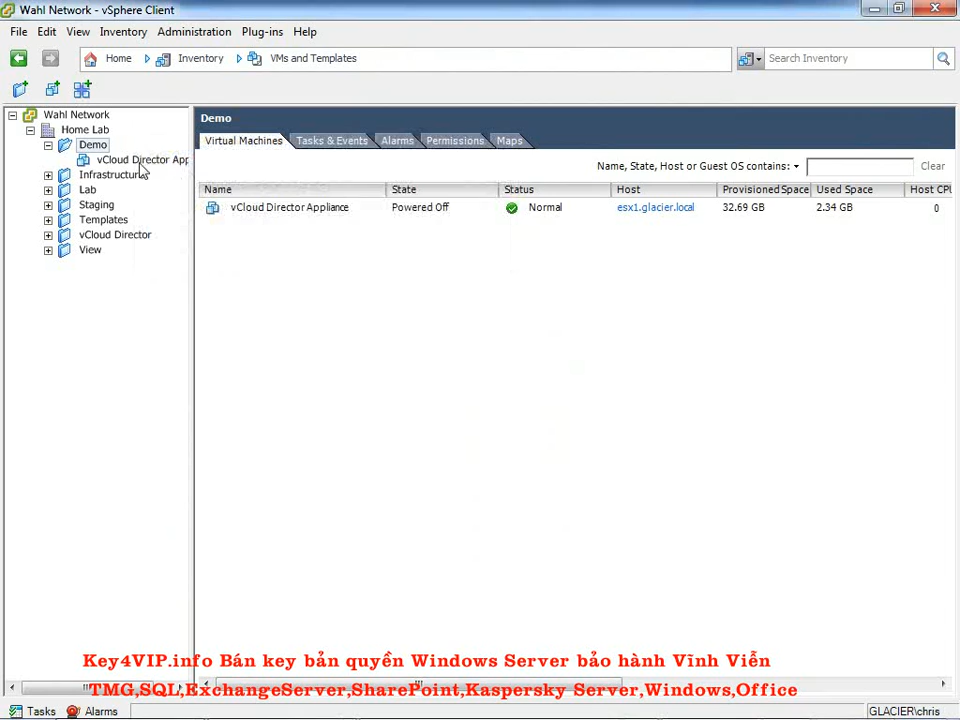 Wahl Network - vSphere Client
File Edit View Inventory Administration Plug-ins Help
Home Inventory VMs and Templates Search Inventory
Wahl Network
Home Lab
Demo
vCloud Director App
Infrastructure
Lab
Staging
Templates
vCloud Director
View
Demo
Virtual Machines Tasks & Events Alarms Permissions Maps
Name, State, Host or Guest OS contains: Clear
Name State Status Host Provisioned Space Used Space Host CPU
vCloud Director Appliance Powered Off Normal esx1.glacier.local 32.69 GB 2.34 GB 0
Key4VIP.info Bán key bản quyền Windows Server bảo hành Vĩnh Viễn
TMG,SQL,ExchangeServer,SharePoint,Kaspersky Server,Windows,Office
Tasks Alarms GLACIER\chris